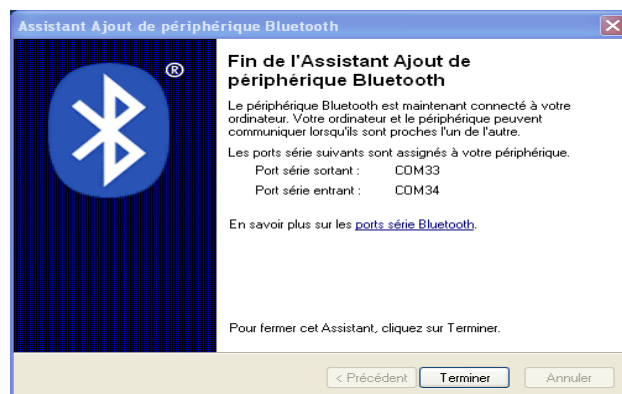 Assistant Ajout de périphérique Bluetooth
®
Fin de l'Assistant Ajout de
périphérique Bluetooth
Le périphérique Bluetooth est maintenant connecté à votre
ordinateur. Votre ordinateur et le périphérique peuvent
communiquer lorsqu'ils sont proches l'un de l'autre.
Les ports série suivants sont assignés à votre périphérique.
Port série sortant : COM33
Port série entrant : COM34
En savoir plus sur les ports série Bluetooth.
Pour fermer cet Assistant, cliquez sur Terminer.
< Précédent Terminer Annuler